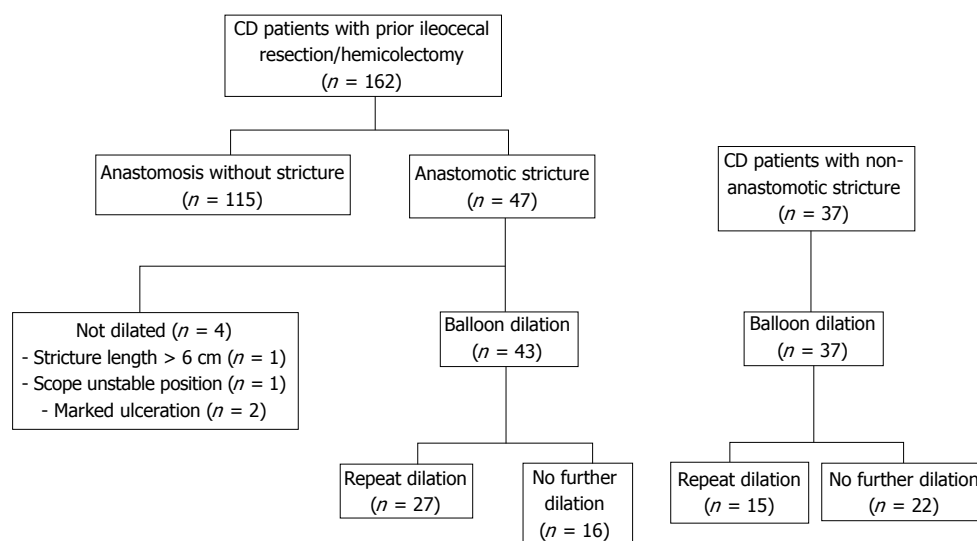 CD patients with prior ileocecal
resection/hemicolectomy
(n = 162)
Anastomosis without stricture
(n = 115)
Anastomotic stricture
(n = 47)
CD patients with non-
anastomotic stricture
(n = 37)
Not dilated (n = 4)
- Stricture length > 6 cm (n = 1)
- Scope unstable position (n = 1)
- Marked ulceration (n = 2)
Balloon dilation
(n = 43)
Balloon dilation
(n = 37)
Repeat dilation
(n = 27)
No further
dilation
(n = 16)
Repeat dilation
(n = 15)
No further dilation
(n = 22)